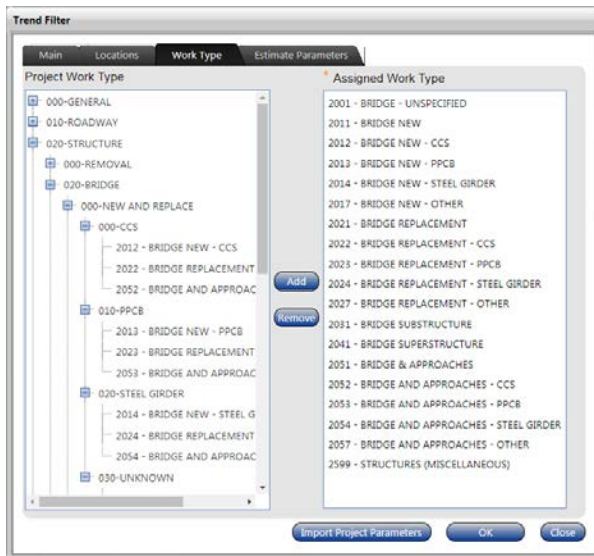 Trend Filter
Main Locations Work Type Estimate Parameters
Project Work Type
000-GENERAL
010-ROADWAY
020-STRUCTURE
000-REMOVAL
020-BRIDGE
000-NEW AND REPLACE
000-CCS
2012 - BRIDGE NEW - CCS
2022 - BRIDGE REPLACEMENT
2052 - BRIDGE AND APPROAC
010-PPCB
2013 - BRIDGE NEW - PPCB
2023 - BRIDGE REPLACEMENT
2053 - BRIDGE AND APPROAC
020-STEEL GIRDER
2014 - BRIDGE NEW - STEEL G
2024 - BRIDGE REPLACEMENT
2054 - BRIDGE AND APPROAC
030-UNKNOWN
Add
Remove
* Assigned Work Type
2001 - BRIDGE - UNSPECIFIED
2011 - BRIDGE NEW
2012 - BRIDGE NEW - CCS
2013 - BRIDGE NEW - PPCB
2014 - BRIDGE NEW - STEEL GIRDER
2017 - BRIDGE NEW - OTHER
2021 - BRIDGE REPLACEMENT
2022 - BRIDGE REPLACEMENT - CCS
2023 - BRIDGE REPLACEMENT - PPCB
2024 - BRIDGE REPLACEMENT - STEEL GIRDER
2027 - BRIDGE REPLACEMENT - OTHER
2031 - BRIDGE SUBSTRUCTURE
2041 - BRIDGE SUPERSTRUCTURE
2051 - BRIDGE & APPROACHES
2052 - BRIDGE AND APPROACHES - CCS
2053 - BRIDGE AND APPROACHES - PPCB
2054 - BRIDGE AND APPROACHES - STEEL GIRDER
2057 - BRIDGE AND APPROACHES - OTHER
2599 - STRUCTURES (MISCELLANEOUS)
Import Project Parameters OK Close